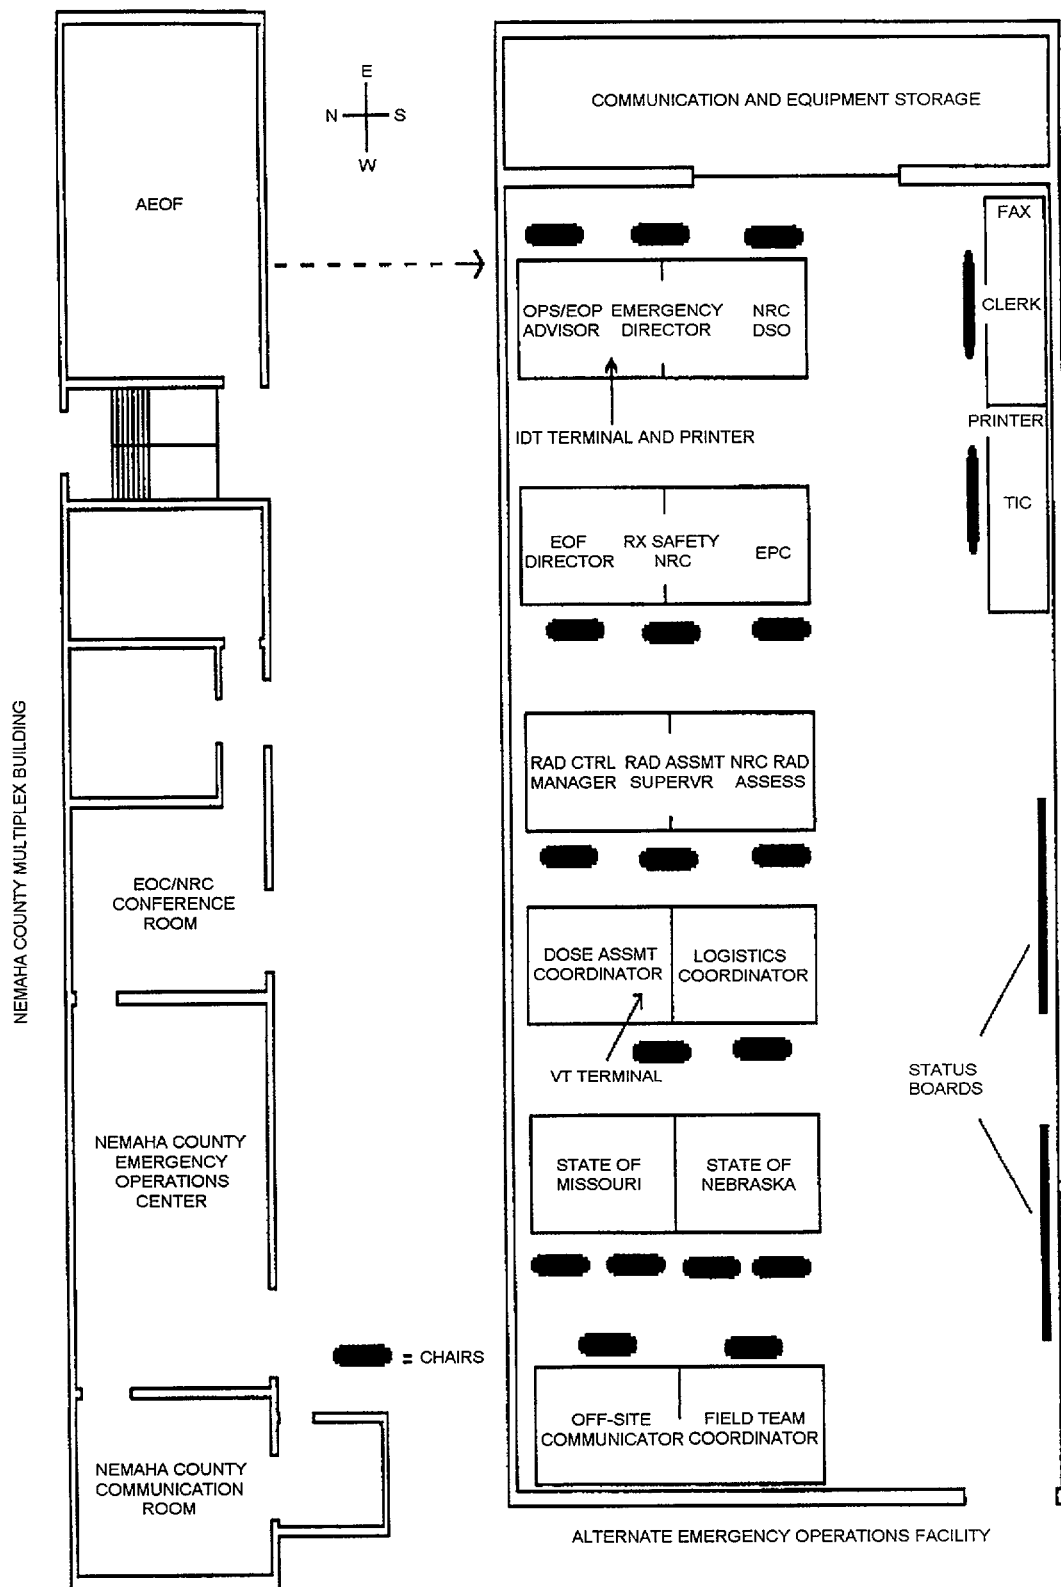 E
N S
W
AEOF
NEMAHA COUNTY MULTIPLEX BUILDING
EOC/NRC
CONFERENCE
ROOM
NEMAHA COUNTY
EMERGENCY
OPERATIONS
CENTER
= CHAIRS
NEMAHA COUNTY
COMMUNICATION
ROOM
COMMUNICATION AND EQUIPMENT STORAGE
FAX
CLERK
PRINTER
TIC
OPS/EOP
ADVISOR
EMERGENCY
DIRECTOR
NRC
DSO
IDT TERMINAL AND PRINTER
EOF
DIRECTOR
RX SAFETY
NRC
EPC
RAD CTRL
MANAGER
RAD ASSMT
SUPERVR
NRC RAD
ASSESS
DOSE ASSMT
COORDINATOR
LOGISTICS
COORDINATOR
VT TERMINAL
STATUS
BOARDS
STATE OF
MISSOURI
STATE OF
NEBRASKA
OFF-SITE
COMMUNICATOR
FIELD TEAM
COORDINATOR
ALTERNATE EMERGENCY OPERATIONS FACILITY